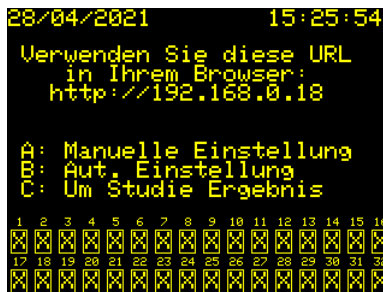 28/04/2021 15:25:54
Verwenden Sie diese URL
in Ihrem Browser:
http://192.168.0.18
A: Manuelle Einstellung
B: Aut. Einstellung
C: Um Studie Ergebnis
1 2 3 4 5 6 7 8 9 10 11 12 13 14 15 16
X X X X X X X X X X X X X X X X
17 18 19 20 21 22 23 24 25 26 27 28 29 30 31 32
X X X X X X X X X X X X X X X X